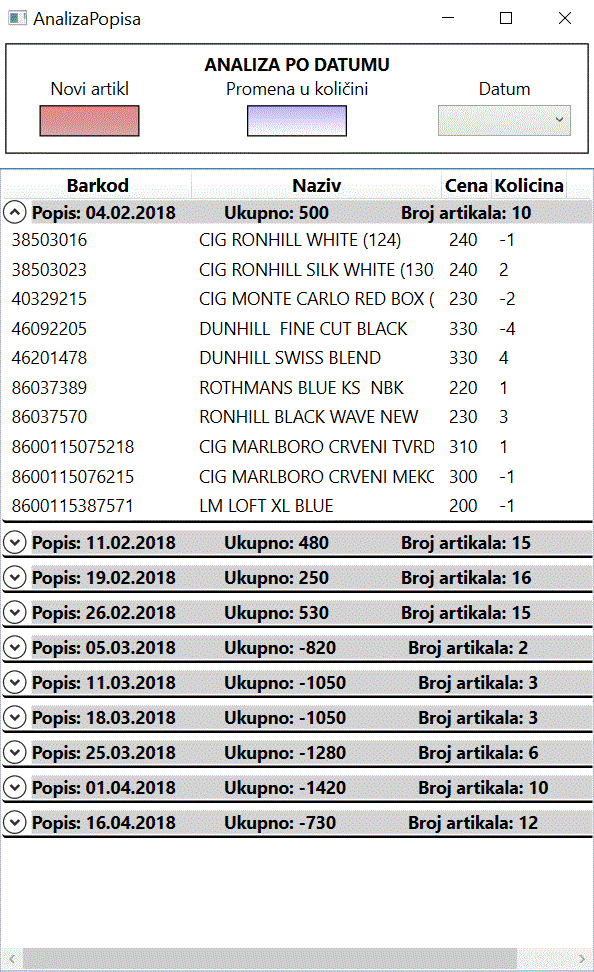 AnalizaPopisa
ANALIZA PO DATUMU
Novi artikl Promena u količini Datum
Barkod Naziv Cena Kolicina
Popis: 04.02.2018 Ukupno: 500 Broj artikala: 10
38503016 CIG RONHILL WHITE (124) 240 -1
38503023 CIG RONHILL SILK WHITE (130 240 2
40329215 CIG MONTE CARLO RED BOX ( 230 -2
46092205 DUNHILL  FINE CUT BLACK 330 -4
46201478 DUNHILL SWISS BLEND 330 4
86037389 ROTHMANS BLUE KS  NBK 220 1
86037570 RONHILL BLACK WAVE NEW 230 3
8600115075218 CIG MARLBORO CRVENI TVRD 310 1
8600115076215 CIG MARLBORO CRVENI MEKC 300 -1
8600115387571 LM LOFT XL BLUE 200 -1
Popis: 11.02.2018 Ukupno: 480 Broj artikala: 15
Popis: 19.02.2018 Ukupno: 250 Broj artikala: 16
Popis: 26.02.2018 Ukupno: 530 Broj artikala: 15
Popis: 05.03.2018 Ukupno: -820 Broj artikala: 2
Popis: 11.03.2018 Ukupno: -1050 Broj artikala: 3
Popis: 18.03.2018 Ukupno: -1050 Broj artikala: 3
Popis: 25.03.2018 Ukupno: -1280 Broj artikala: 6
Popis: 01.04.2018 Ukupno: -1420 Broj artikala: 10
Popis: 16.04.2018 Ukupno: -730 Broj artikala: 12